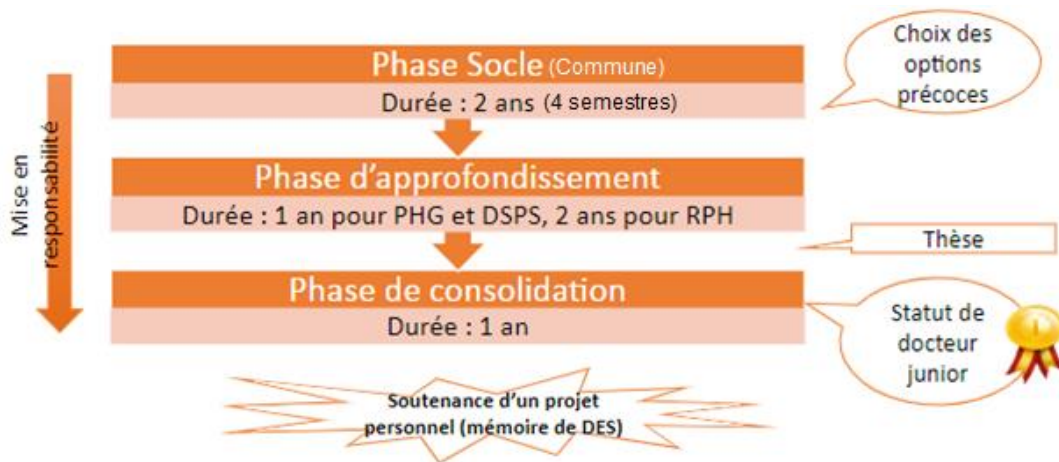 Phase Socle (Commune)
Durée : 2 ans (4 semestres)
Choix des
options
précoces
Mise en
responsabilité
Phase d'approfondissement
Durée : 1 an pour PHG et DSPS, 2 ans pour RPH
Thèse
Phase de consolidation
Durée : 1 an
Statut de
docteur
junior
1
Soutenance d'un projet
personnel (mémoire de DES)